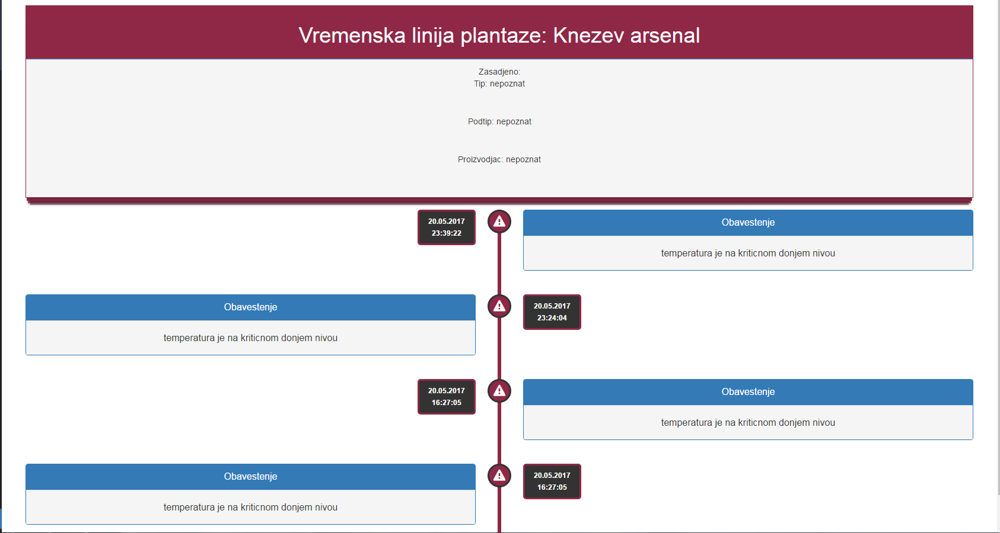 Vremenska linija plantaze: Knezev arsenal
Zasadjeno:
Tip: nepoznat
Podtip: nepoznat
Proizvodjac: nepoznat
20.05.2017
23:39:22
Obavestenje
temperatura je na kriticnom donjem nivou
Obavestenje
temperatura je na kriticnom donjem nivou
20.05.2017
23:24:04
20.05.2017
16:27:05
Obavestenje
temperatura je na kriticnom donjem nivou
Obavestenje
temperatura je na kriticnom donjem nivou
20.05.2017
16:27:05